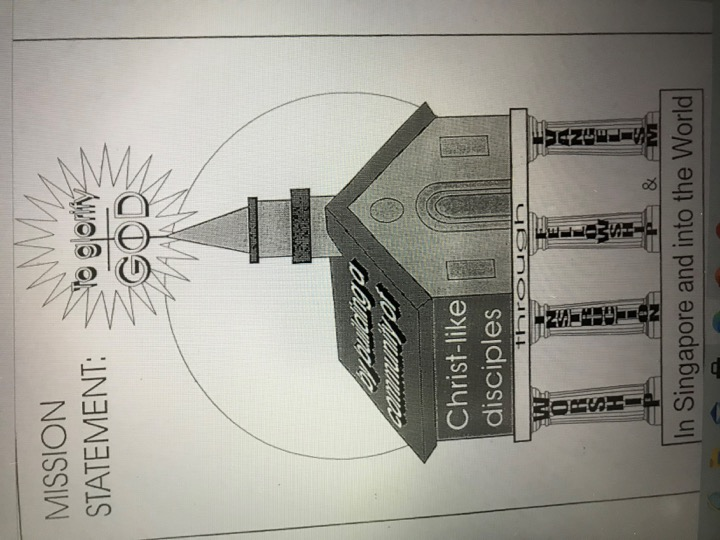 MISSION
STATEMENT:
To glorify
GOD
by building a
community of
Christ-like
disciples
through
WORSHIP
INSTRUCTION
FELLOWSHIP
&
EVANGELISM
In Singapore and into the World